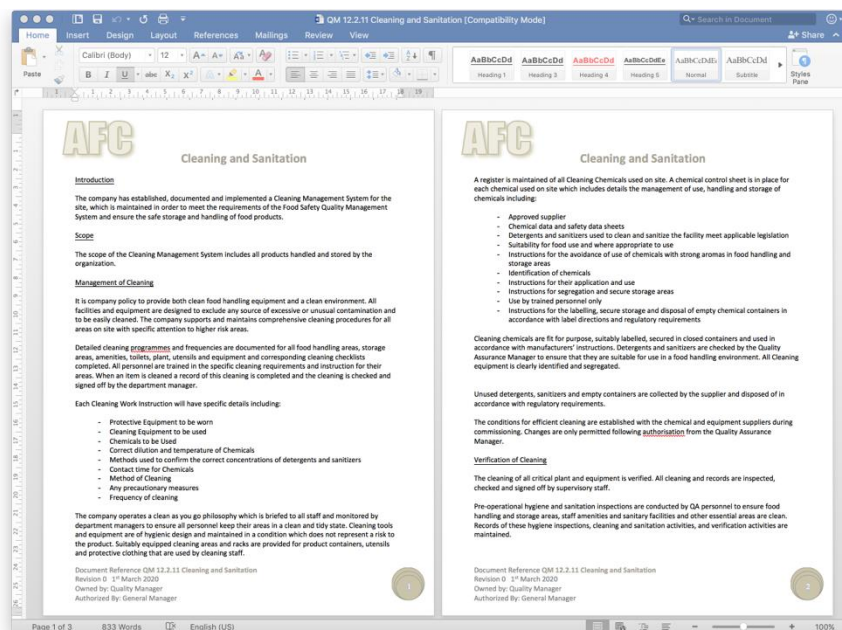 QM 12.2.11 Cleaning and Sanitation [Compatibility Mode]
Search in Document
Home Insert Design Layout References Mailings Review View
Share
Paste
Calibri (Body) 12
AaBbCcDd AaBbCcDd AaBbCcDd AaBbCcDdEe AaBbCcDdEe AaBbCcDd
Heading 1 Heading 3 Heading 4 Heading 5 Normal Subtitle
Styles Pane
AFC
Cleaning and Sanitation
Introduction
The company has established, documented and implemented a Cleaning Management System for the
site, which is maintained in order to meet the requirements of the Food Safety Quality Management
System and ensure the safe storage and handling of food products.
Scope
The scope of the Cleaning Management System includes all products handled and stored by the
organization.
Management of Cleaning
It is company policy to provide both clean food handling equipment and a clean environment. All
facilities and equipment are designed to exclude any source of excessive or unusual contamination and
to be easily cleaned. The company supports and maintains comprehensive cleaning procedures for all
areas on site with specific attention to higher risk areas.
Detailed cleaning programmes and frequencies are documented for all food handling areas, storage
areas, amenities, toilets, plant, utensils and equipment and corresponding cleaning checklists
completed. All personnel are trained in the specific cleaning requirements and instruction for their
areas. When an item is cleaned a record of this cleaning is completed and the cleaning is checked and
signed off by the department manager.
Each Cleaning Work Instruction will have specific details including:
- Protective Equipment to be worn
- Cleaning Equipment to be used
- Chemicals to be Used
- Correct dilution and temperature of Chemicals
- Methods used to confirm the correct concentrations of detergents and sanitizers
- Contact time for Chemicals
- Method of Cleaning
- Any precautionary measures
- Frequency of cleaning
The company operates a clean as you go philosophy which is briefed to all staff and monitored by
department managers to ensure all personnel keep their areas in a clean and tidy state. Cleaning tools
and equipment are of hygienic design and maintained in a condition which does not represent a risk to
the product. Suitably equipped cleaning areas and racks are provided for product containers, utensils
and protective clothing that are used by cleaning staff.
Document Reference QM 12.2.11 Cleaning and Sanitation
Revision 0 1st March 2020
Owned by: Quality Manager
Authorized By: General Manager
1
AFC
Cleaning and Sanitation
A register is maintained of all Cleaning Chemicals used on site. A chemical control sheet is in place for
each chemical used on site which includes details the management of use, handling and storage of
chemicals including:
- Approved supplier
- Chemical data and safety data sheets
- Detergents and sanitizers used to clean and sanitize the facility meet applicable legislation
- Suitability for food use and where appropriate to use
- Instructions for the avoidance of use of chemicals with strong aromas in food handling and
storage areas
- Identification of chemicals
- Instructions for their application and use
- Instructions for segregation and secure storage areas
- Use by trained personnel only
- Instructions for the labelling, secure storage and disposal of empty chemical containers in
accordance with label directions and regulatory requirements
Cleaning chemicals are fit for purpose, suitably labelled, secured in closed containers and used in
accordance with manufacturers' instructions. Detergents and sanitizers are checked by the Quality
Assurance Manager to ensure that they are suitable for use in a food handling environment. All Cleaning
equipment is clearly identified and segregated.
Unused detergents, sanitizers and empty containers are collected by the supplier and disposed of in
accordance with regulatory requirements.
The conditions for efficient cleaning are established with the chemical and equipment suppliers during
commissioning. Changes are only permitted following authorisation from the Quality Assurance
Manager.
Verification of Cleaning
The cleaning of all critical plant and equipment is verified. All cleaning and records are inspected,
checked and signed off by supervisory staff.
Pre-operational hygiene and sanitation inspections are conducted by QA personnel to ensure food
handling and storage areas, staff amenities and sanitary facilities and other essential areas are clean.
Records of these hygiene inspections, cleaning and sanitation activities, and verification activities are
maintained.
Document Reference QM 12.2.11 Cleaning and Sanitation
Revision 0 1st March 2020
Owned by: Quality Manager
Authorized By: General Manager
2
Page 1 of 3 833 Words English (US) 100%